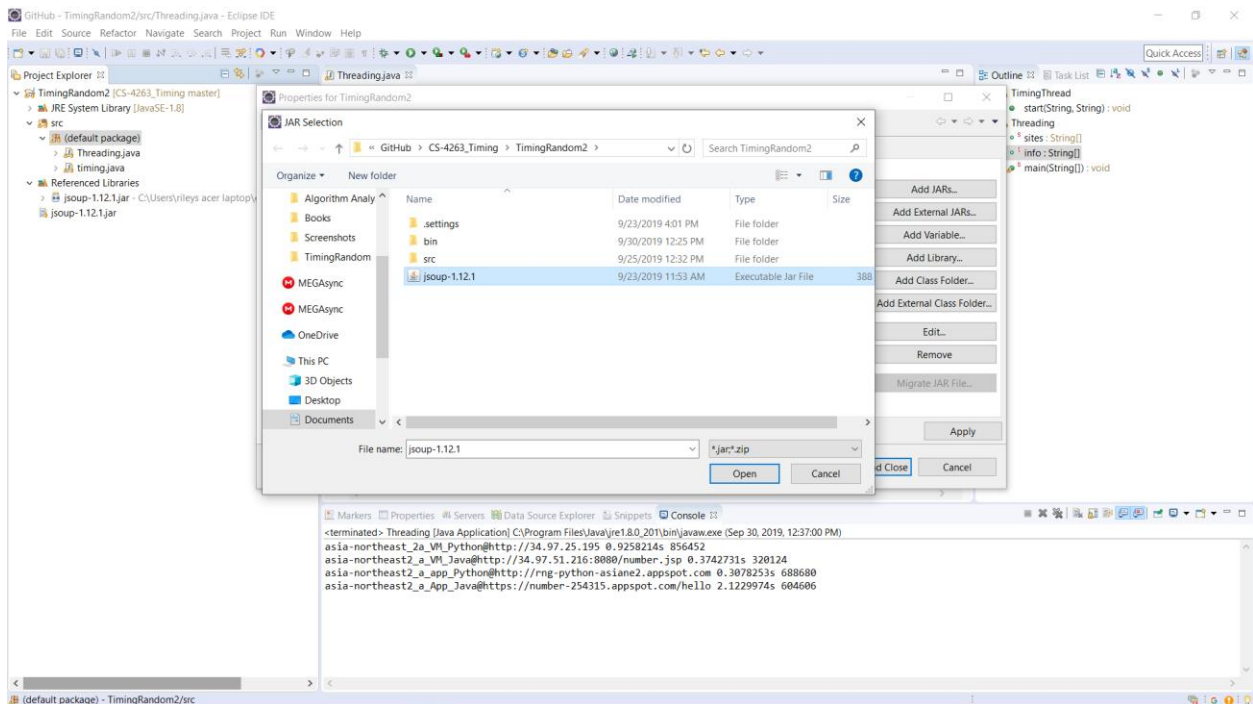 GitHub - TimingRandom2/src/Threading.java - Eclipse IDE
File Edit Source Refactor Navigate Search Project Run Window Help
Quick Access
Project Explorer
TimingRandom2 [CS-4263_Timing master]
JRE System Library [JavaSE-1.8]
src
(default package)
Threading.java
timing.java
Referenced Libraries
jsoup-1.12.1.jar - C:\Users\rileys acer laptop\
jsoup-1.12.1.jar
Threading.java
Properties for TimingRandom2
JAR Selection
« GitHub > CS-4263_Timing > TimingRandom2 >
Search TimingRandom2
Organize
New folder
Algorithm Analy
Books
Screenshots
TimingRandom
MEGAsync
MEGAsync
OneDrive
This PC
3D Objects
Desktop
Documents
Name Date modified Type Size
.settings 9/23/2019 4:01 PM File folder
bin 9/30/2019 12:25 PM File folder
src 9/25/2019 12:32 PM File folder
jsoup-1.12.1 9/23/2019 11:53 AM Executable Jar File 388
File name: jsoup-1.12.1
*.jar;*.zip
Open Cancel
Add JARs...
Add External JARs...
Add Variable...
Add Library...
Add Class Folder...
Add External Class Folder...
Edit...
Remove
Migrate JAR File...
Apply
d Close
Cancel
Outline Task List
TimingThread
start(String, String) : void
Threading
S sites : String[]
S info : String[]
S main(String[]) : void
Markers Properties Servers Data Source Explorer Snippets Console
<terminated> Threading [Java Application] C:\Program Files\Java\jre1.8.0_201\bin\javaw.exe (Sep 30, 2019, 12:37:00 PM)
asia-northeast_2a_VM_Python@http://34.97.25.195 0.9258214s 856452
asia-northeast2_a_VM_Java@http://34.97.51.216:8080/number.jsp 0.3742731s 320124
asia-northeast2_a_app_Python@http://rng-python-asiane2.appspot.com 0.3078253s 688680
asia-northeast2_a_App_Java@https://number-254315.appspot.com/hello 2.1229974s 604606
(default package) - TimingRandom2/src